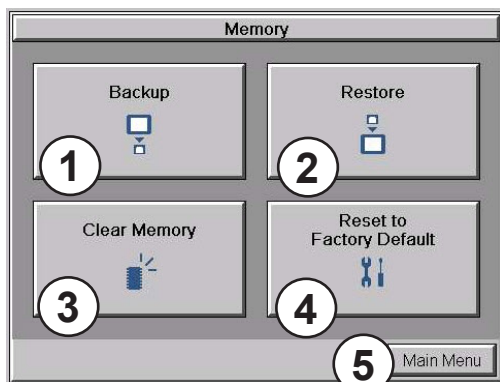 Memory
Backup
1
Restore
2
Clear Memory
3
Reset to
Factory Default
4
5
Main Menu